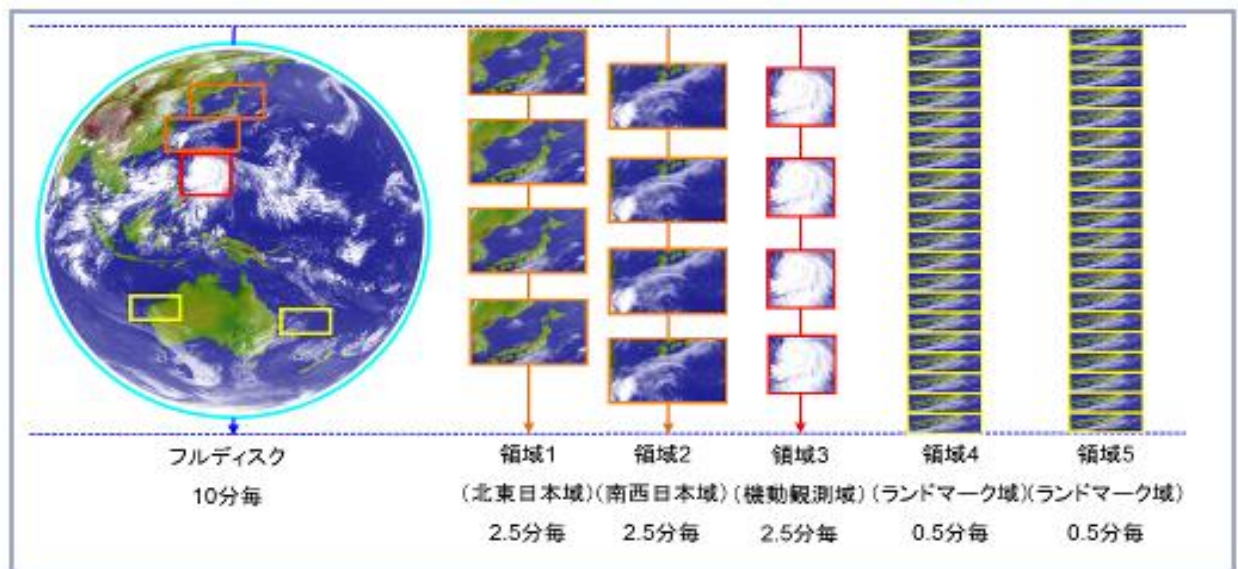 フルディスク
10分毎
領域1
(北東日本域)
2.5分毎
領域2
(南西日本域)
2.5分毎
領域3
(機動観測域)
2.5分毎
領域4
(ランドマーク域)
0.5分毎
領域5
(ランドマーク域)
0.5分毎